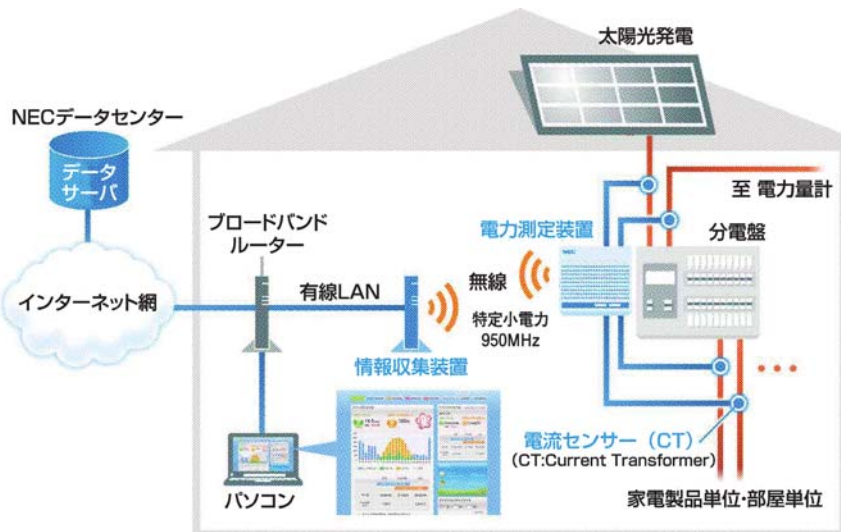 太陽光発電
NECデータセンター
データ
サーバ
至 電力量計
ブロードバンド
ルーター
電力測定装置
分電盤
NEC
インターネット網
有線LAN
無線
特定小電力
950MHz
情報収集装置
電流センサー（CT）
(CT:Current Transformer)
パソコン
家電製品単位・部屋単位